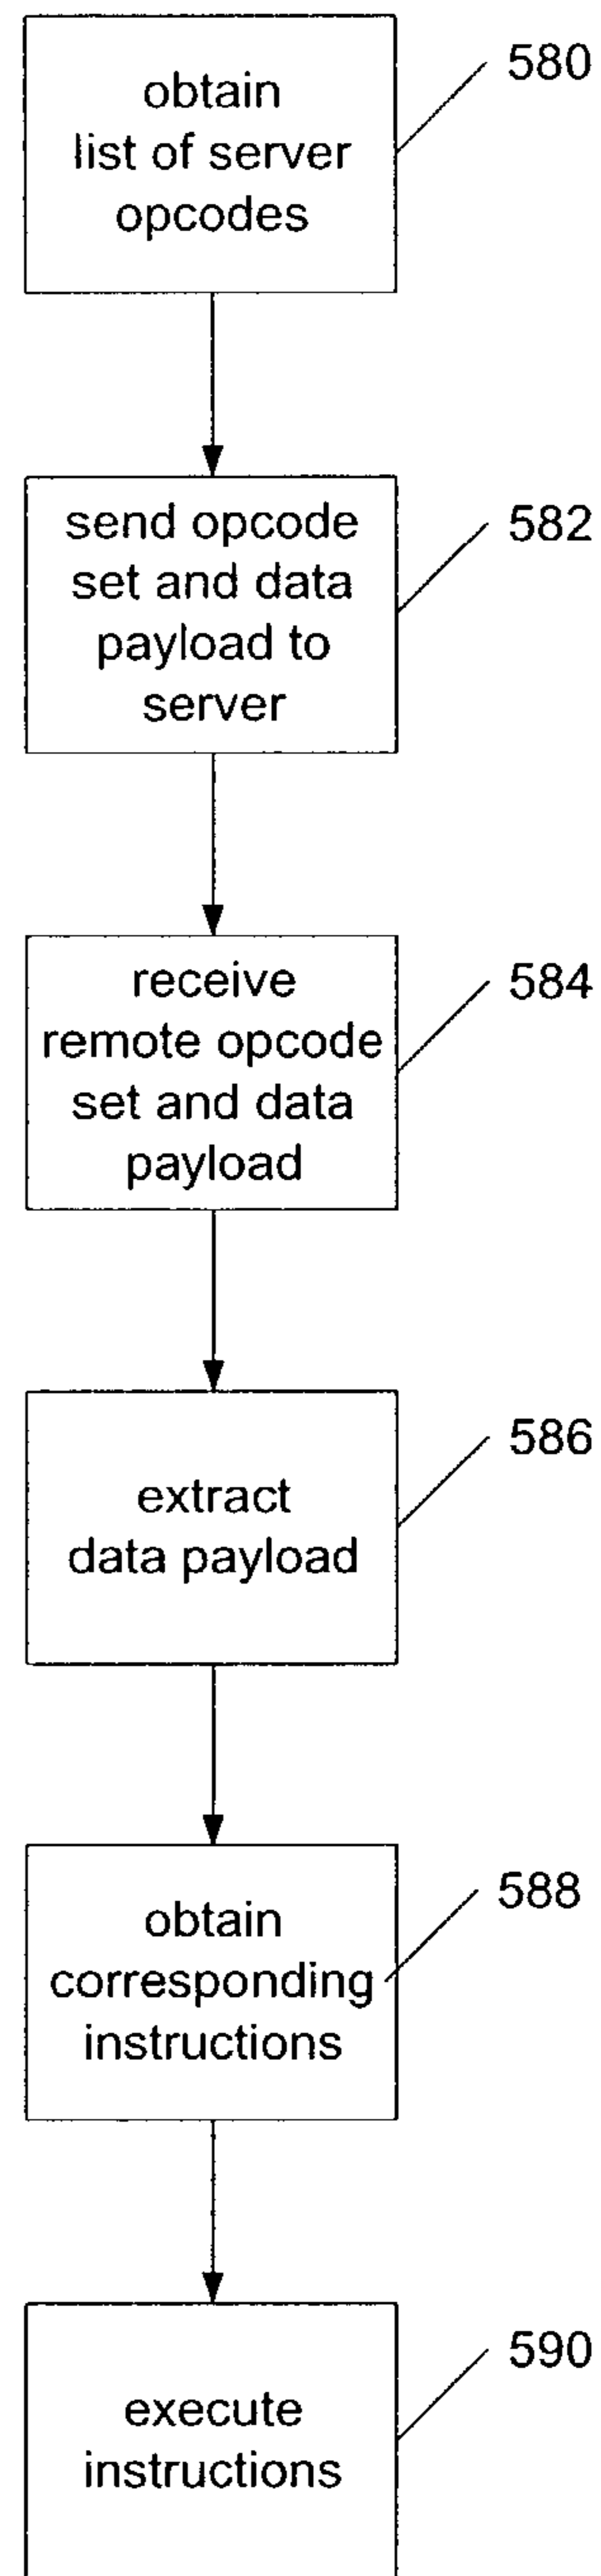 obtain
list of server
opcodes
580
send opcode
set and data
payload to
server
582
receive
remote opcode
set and data
payload
584
extract
data payload
586
obtain
corresponding
instructions
588
execute
instructions
590